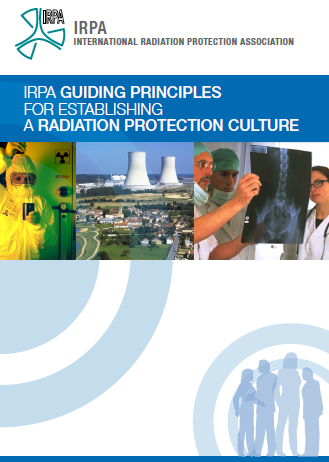 IRPA
IRPA
INTERNATIONAL RADIATION PROTECTION ASSOCIATION
IRPA GUIDING PRINCIPLES
FOR ESTABLISHING
A RADIATION PROTECTION CULTURE